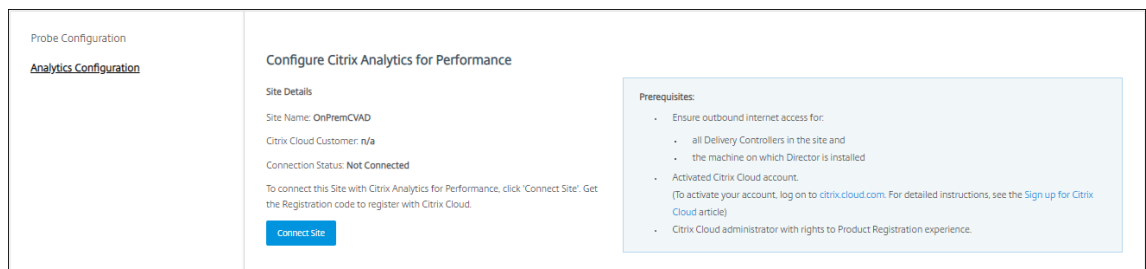 Probe Configuration
Analytics Configuration
Configure Citrix Analytics for Performance
Site Details
Site Name: OnPremCVAD
Citrix Cloud Customer: n/a
Connection Status: Not Connected
To connect this Site with Citrix Analytics for Performance, click 'Connect Site'. Get
the Registration code to register with Citrix Cloud.
Connect Site
Prerequisites:
• Ensure outbound internet access for:
• all Delivery Controllers in the site and
• the machine on which Director is installed
• Activated Citrix Cloud account.
(To activate your account, log on to citrix.cloud.com. For detailed instructions, see the Sign up for Citrix
Cloud article)
• Citrix Cloud administrator with rights to Product Registration experience.